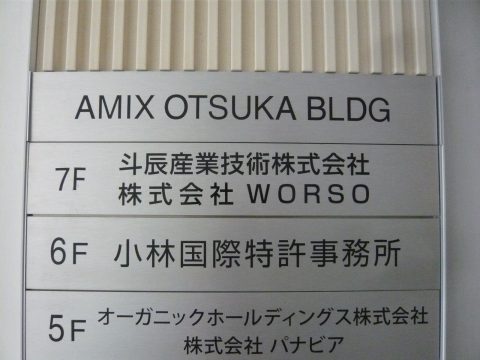 AMIX OTSUKA BLDG
7F 斗辰産業技術株式会社
株式会社 WORSO
6F 小林国際特許事務所
5F オーガニックホールディングス株式会社
株式会社 パナビア